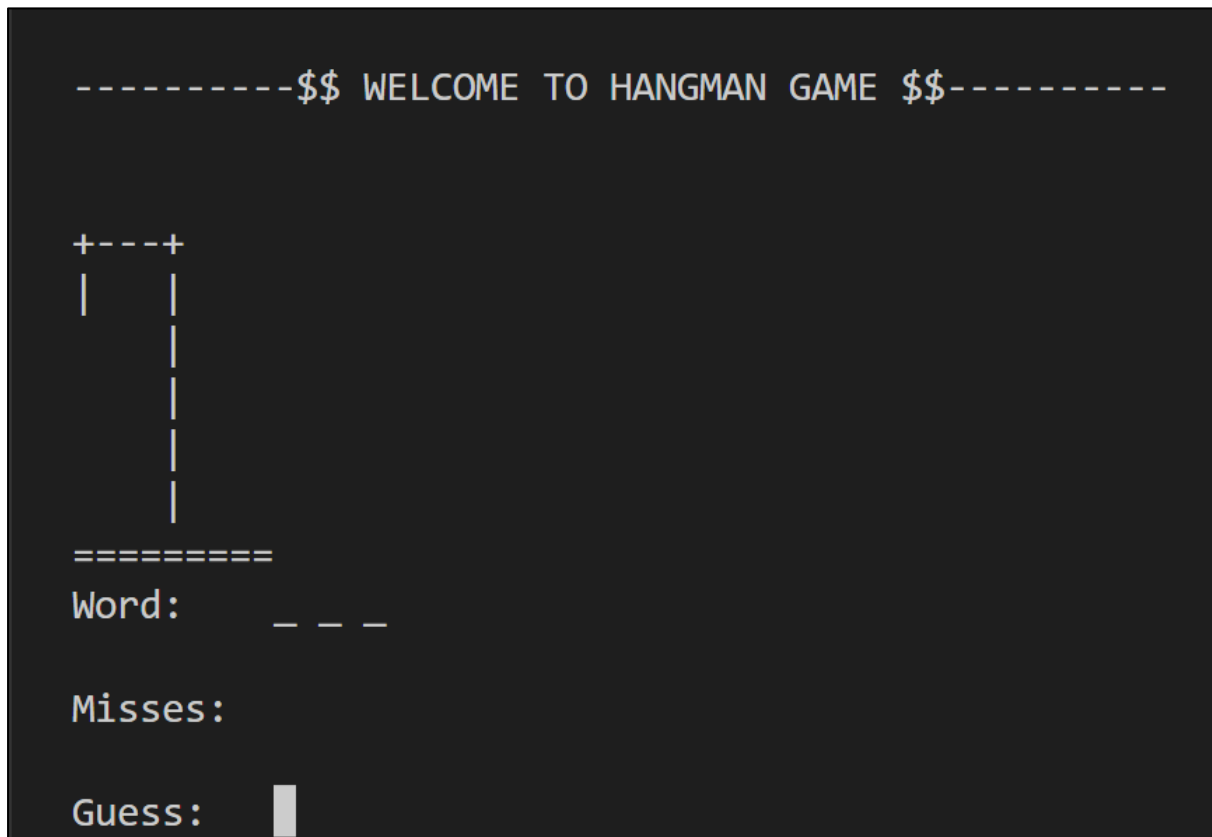 ----------$$ WELCOME TO HANGMAN GAME $$----------
+---+
|   |
    |
    |
    |
    |
=========
Word:    _ _ _
Misses:
Guess: